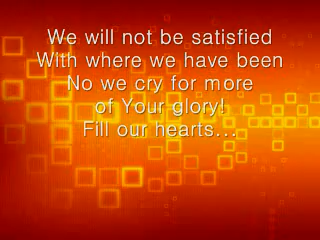 We will not be satisfied
With where we have been
No we cry for more
of Your glory!
Fill our hearts...